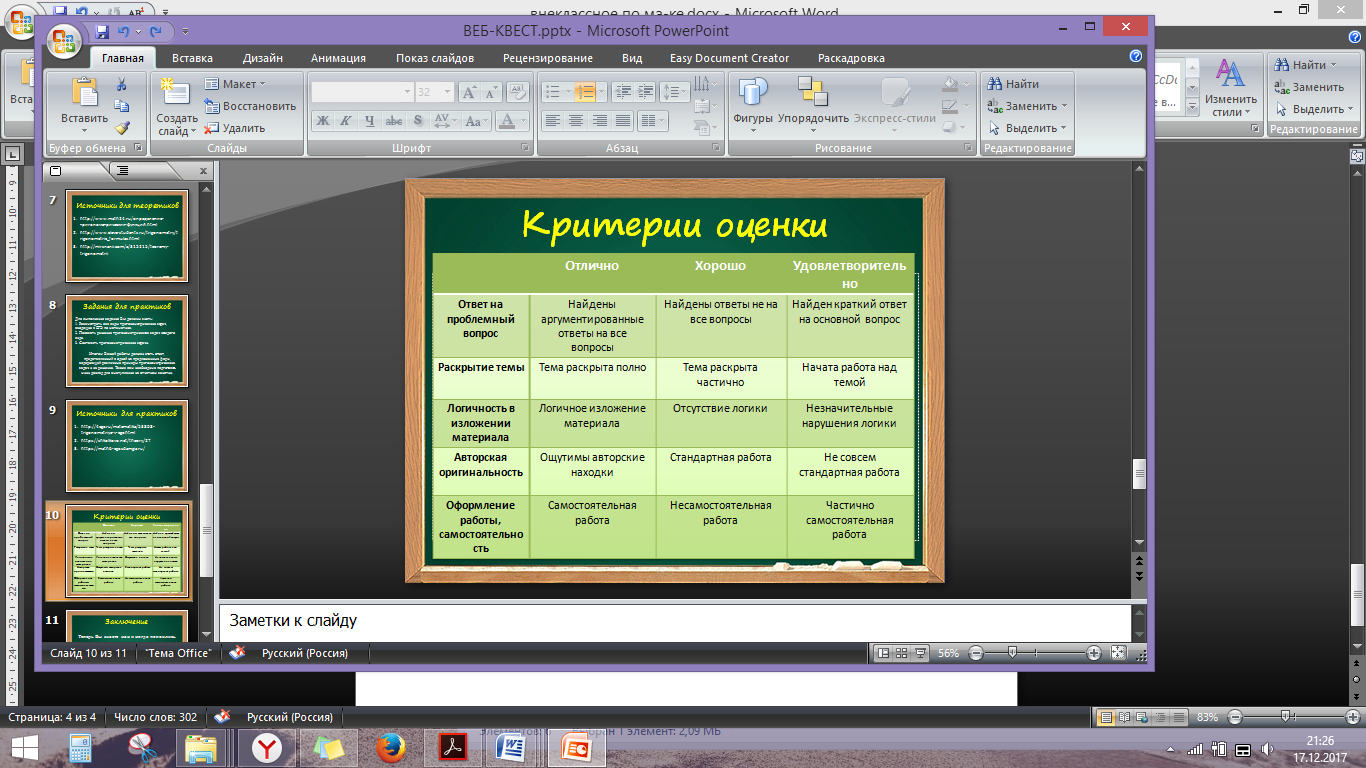 внеклассное по ма-ке.docx - Microsoft Word
ВЕБ-КВЕСТ.pptx - Microsoft PowerPoint
Главная
Вставка
Дизайн
Анимация
Показ слайдов
Рецензирование
Вид
Easy Document Creator
Раскадровка
Вставить
Буфер обмена
Создать
слайд
Макет
Восстановить
Удалить
Слайды
32
Шрифт
Абзац
Фигуры
Упорядочить
Экспресс-стили
Рисование
Найти
Заменить
Выделить
Редактирование
Изменить
стили
Найти
Заменить
Выделить
Редактирование
7
Источники для теоретиков
8
Задания для практиков
9
Источники для практиков
10
Критерии оценки
11
Заключение
Критерии оценки
Отлично Хорошо Удовлетворитель
но
Ответ на
проблемный
вопрос
Найдены
аргументированные
ответы на все
вопросы
Найдены ответы не на
все вопросы
Найден краткий ответ
на основной вопрос
Раскрытие темы
Тема раскрыта полно
Тема раскрыта
частично
Начата работа над
темой
Логичность в
изложении
материала
Логичное изложение
материала
Отсутствие логики
Незначительные
нарушения логики
Авторская
оригинальность
Ощутимы авторские
находки
Стандартная работа
Не совсем
стандартная работа
Оформление
работы,
самостоятельно
сть
Самостоятельная
работа
Несамостоятельная
работа
Частично
самостоятельная
работа
Заметки к слайду
Слайд 10 из 11
"Тема Office"
Русский (Россия)
56%
Страница: 4 из 4
Число слов: 302
Русский (Россия)
83%
21:26
17.12.2017